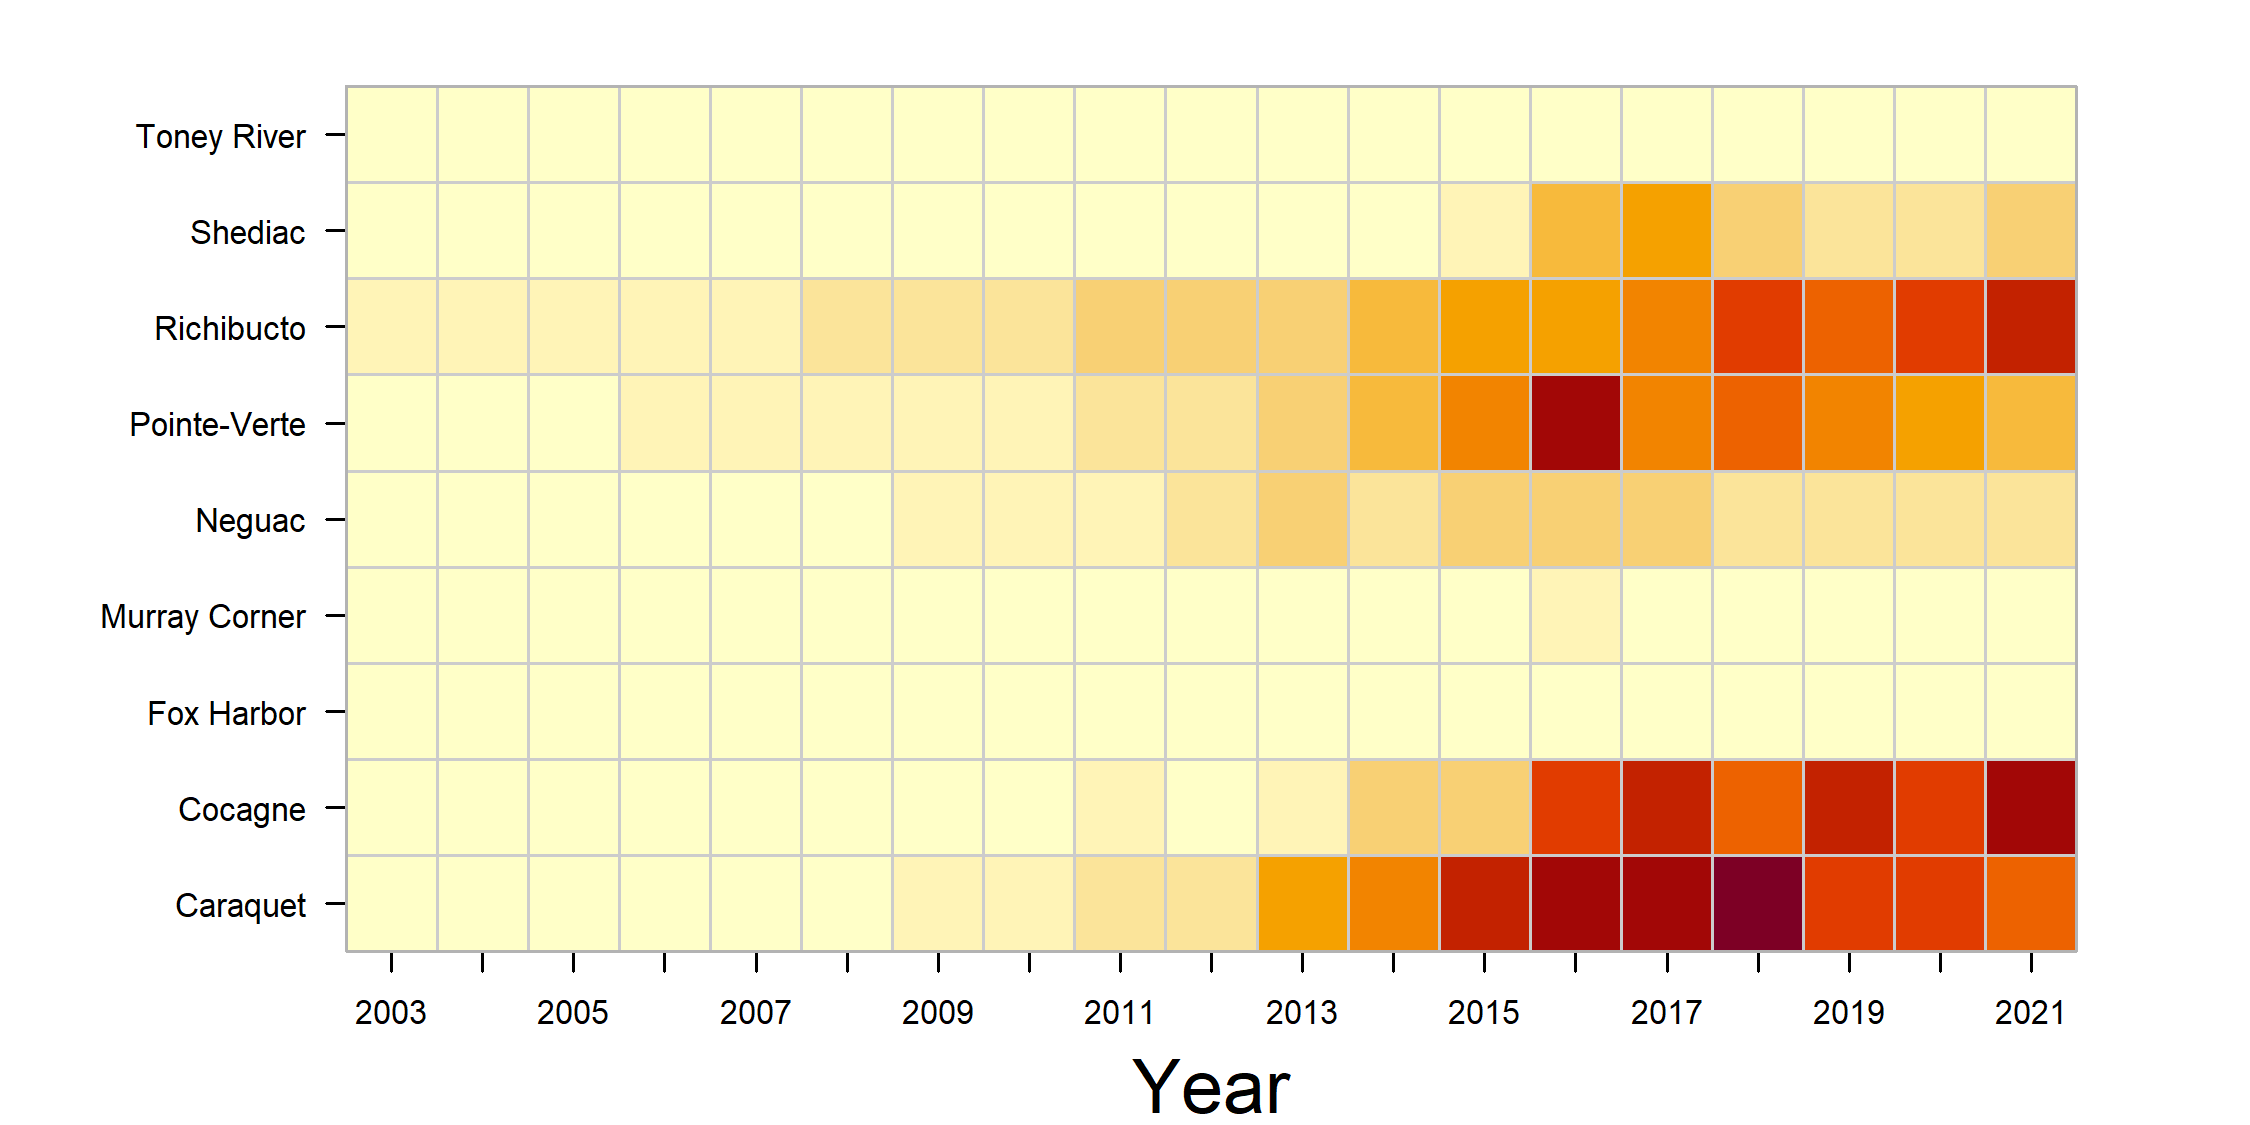 Toney River
Shediac
Richibucto
Pointe-Verte
Neguac
Murray Corner
Fox Harbor
Cocagne
Caraquet
2003 2005 2007 2009 2011 2013 2015 2017 2019 2021
Year